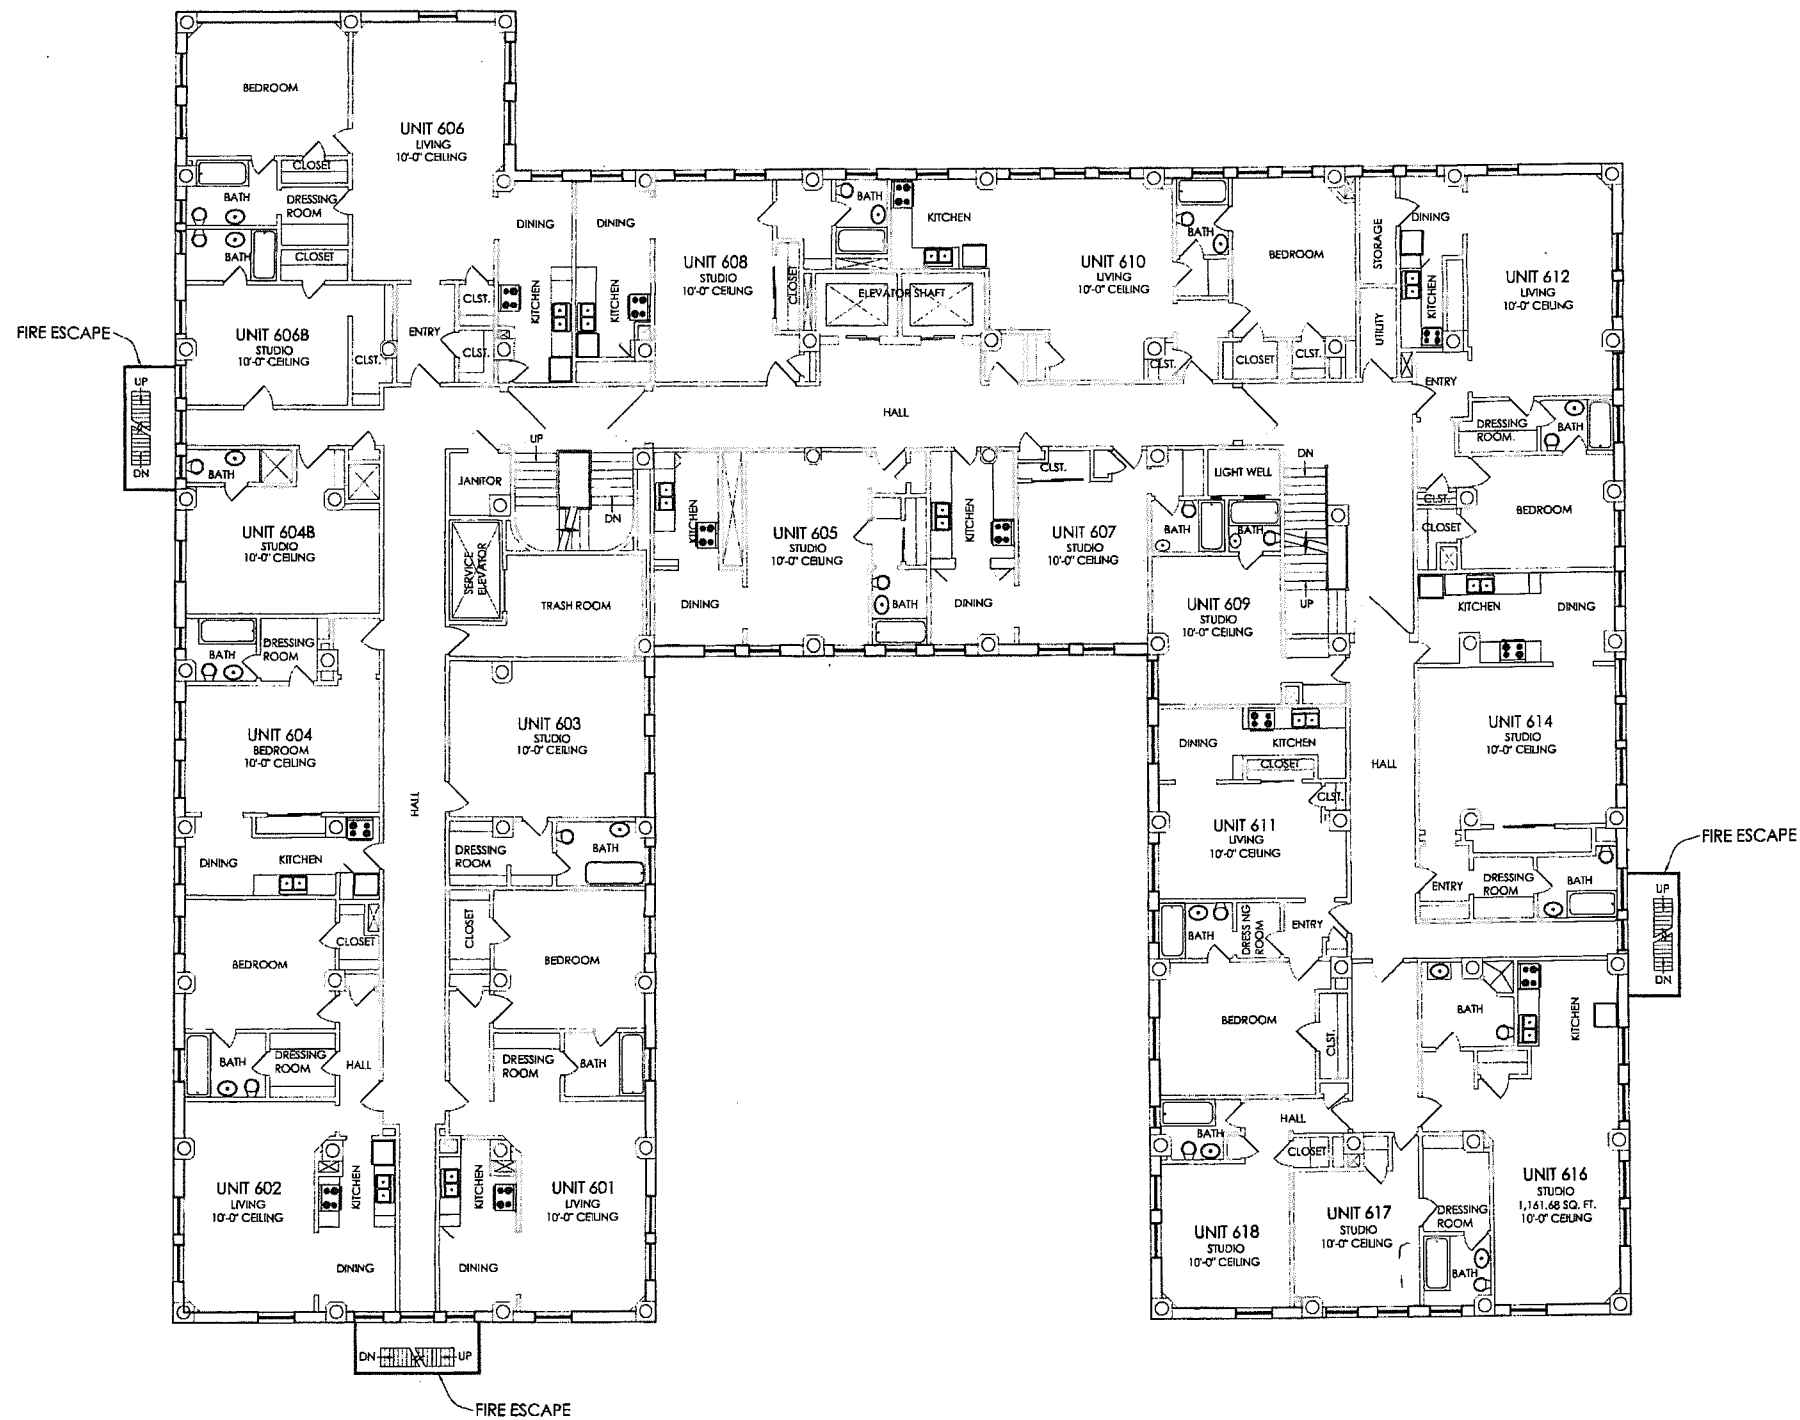 BEDROOM
UNIT 606
LIVING
10'-0" CEILING
CLOSET
BATH
DRESSING
ROOM
BATH
CLOSET
DINING
DINING
KITCHEN
KITCHEN
CLST.
CLST.
ENTRY
UNIT 606B
STUDIO
10'-0" CEILING
CLST.
FIRE ESCAPE
UP
DN
UNIT 608
STUDIO
10'-0" CEILING
CLOSET
BATH
KITCHEN
ELEVATOR SHAFT
UNIT 610
LIVING
10'-0" CEILING
BATH
BEDROOM
CLST.
CLOSET
CLST.
STORAGE
UTILITY
DINING
KITCHEN
UNIT 612
LIVING
10'-0" CEILING
ENTRY
DRESSING
ROOM.
BATH
CLST.
CLOSET
BEDROOM
HALL
UP
DN
JANITOR
SERVICE
ELEVATOR
TRASH ROOM
BATH
UNIT 604B
STUDIO
10'-0" CEILING
KITCHEN
DINING
UNIT 605
STUDIO
10'-0" CEILING
BATH
KITCHEN
DINING
CLST.
UNIT 607
STUDIO
10'-0" CEILING
LIGHT WELL
BATH
BATH
DN
UP
UNIT 609
STUDIO
10'-0" CEILING
KITCHEN
DINING
UNIT 614
STUDIO
10'-0" CEILING
BATH
DRESSING
ROOM
UNIT 604
BEDROOM
10'-0" CEILING
DINING
KITCHEN
HALL
UNIT 603
STUDIO
10'-0" CEILING
DRESSING
ROOM
BATH
DINING
KITCHEN
CLOSET
CLST.
UNIT 611
LIVING
10'-0" CEILING
HALL
ENTRY
DRESSING
ROOM
BATH
FIRE ESCAPE
UP
DN
BEDROOM
CLOSET
CLOSET
BEDROOM
BATH
DRESSING
ROOM
HALL
DRESSING
ROOM
BATH
BATH
DRESS NG
ROOM
ENTRY
BEDROOM
CLST.
BATH
KITCHEN
UNIT 602
LIVING
10'-0" CEILING
KITCHEN
DINING
KITCHEN
DINING
UNIT 601
LIVING
10'-0" CEILING
HALL
BATH
CLOSET
UNIT 618
STUDIO
10'-0" CEILING
UNIT 617
STUDIO
10'-0" CEILING
DRESSING
ROOM
BATH
UNIT 616
STUDIO
1,161.68 SQ. FT.
10'-0" CEILING
DN
UP
FIRE ESCAPE